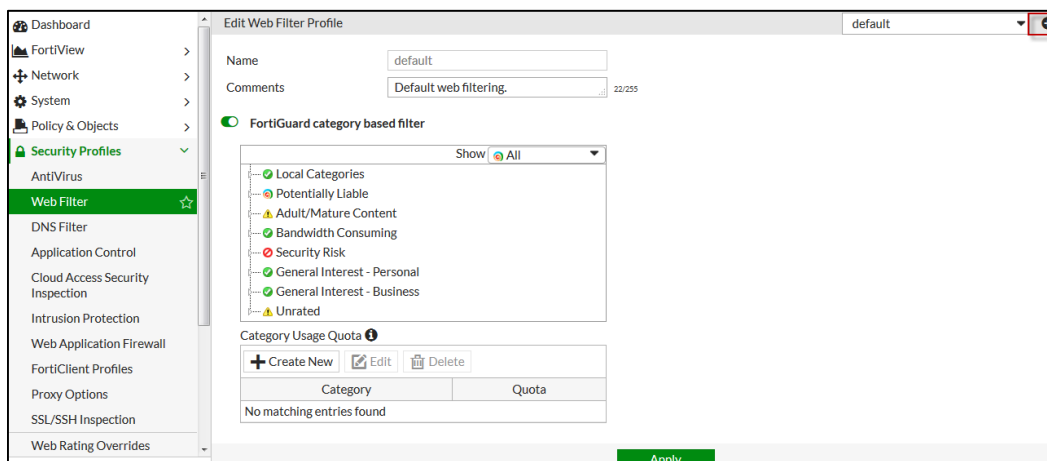 Dashboard
FortiView
Network
System
Policy & Objects
Security Profiles
AntiVirus
Web Filter
DNS Filter
Application Control
Cloud Access Security
Inspection
Intrusion Protection
Web Application Firewall
FortiClient Profiles
Proxy Options
SSL/SSH Inspection
Web Rating Overrides
Edit Web Filter Profile
default
Name
default
Comments
Default web filtering.
22/255
FortiGuard category based filter
Show All
Local Categories
Potentially Liable
Adult/Mature Content
Bandwidth Consuming
Security Risk
General Interest - Personal
General Interest - Business
Unrated
Category Usage Quota
Create New Edit Delete
Category Quota
No matching entries found
Apply